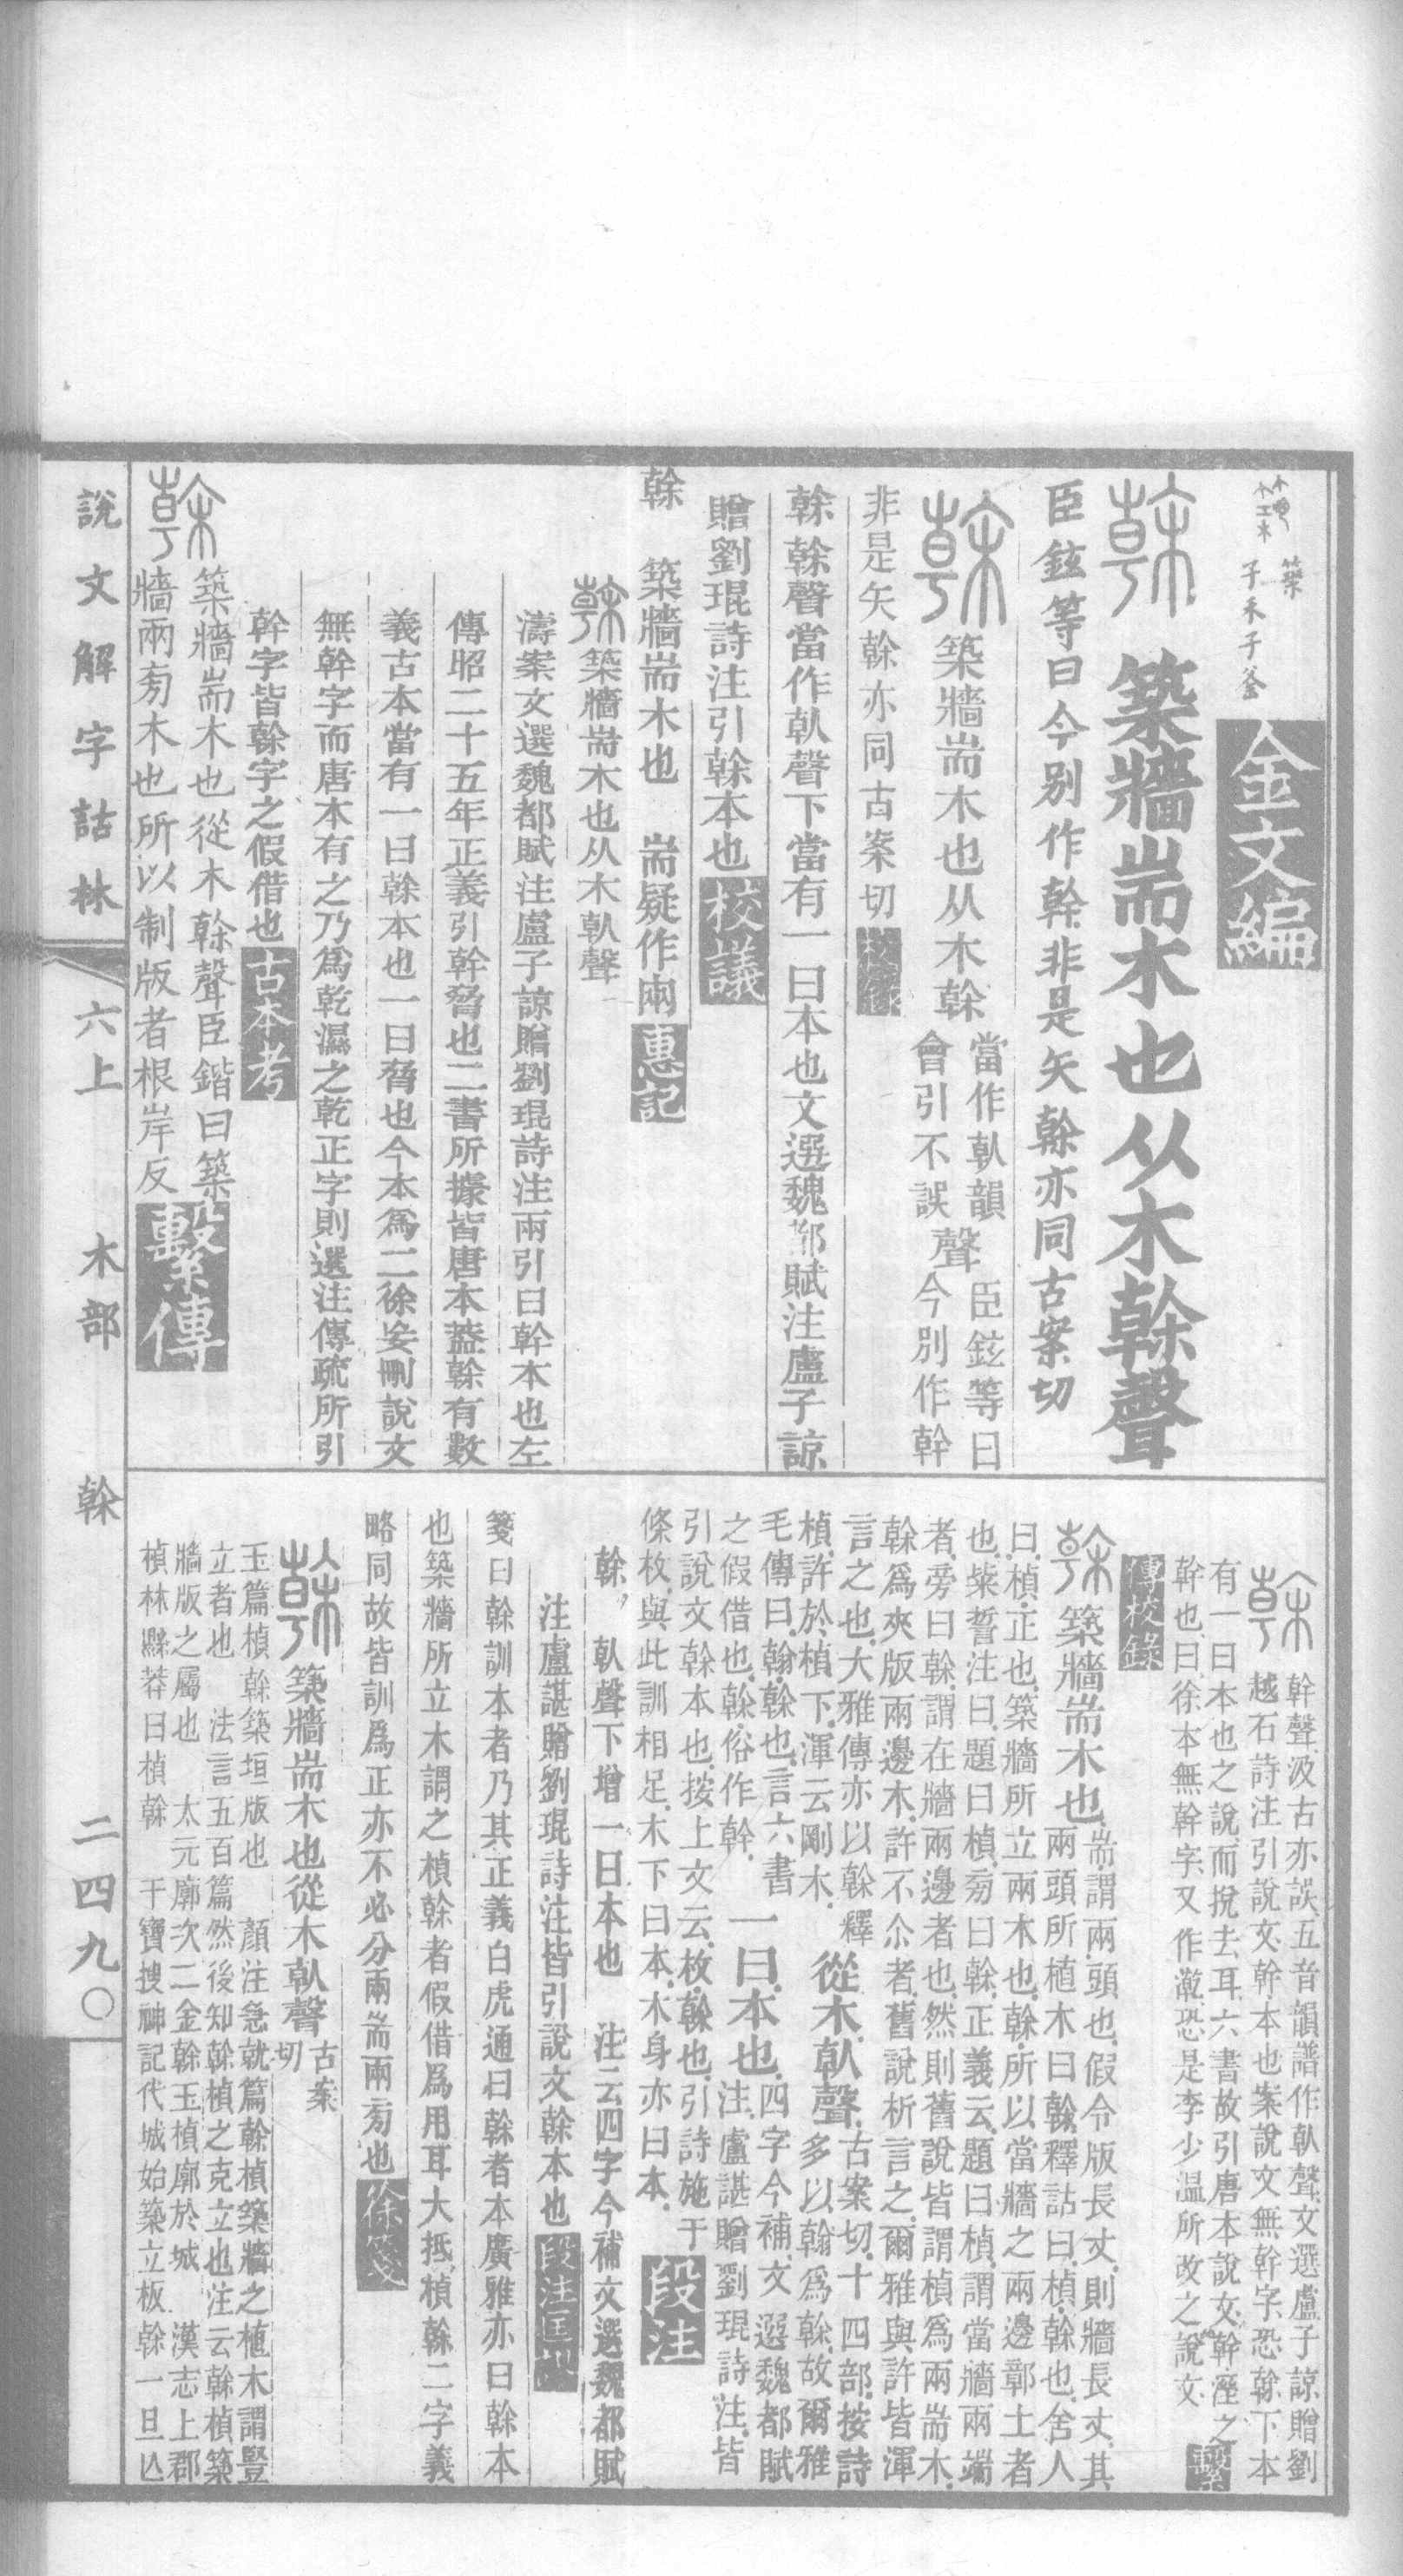 築
子禾子釜
金文編
築牆耑木也从木榦聲
臣鉉等曰今別作幹非是矢榦亦同古案切
築牆耑木也从木榦當作倝韻會引不誤聲臣鉉等曰今別作幹
非是矢榦亦同古案切校錄
榦榦聲當作倝聲下當有一曰本也文選魏都賦注盧子諒
贈劉琨詩注引榦本也校議
榦 築牆耑木也 耑疑作兩惠記
築牆耑木也从木倝聲
濤案文選魏都賦注盧子諒贈劉琨詩注兩引曰幹本也左
傳昭二十五年正義引幹脅也二書所據皆唐本葢榦有數
義古本當有一曰榦本也一曰脅也今本爲二徐妄刪說文
無幹字而唐本有之乃爲乾濕之乾正字則選注傳疏所引
幹字皆榦字之假借也古本考
築牆耑木也從木榦聲臣鍇曰築
牆兩旁木也所以制版者根岸反繫傳
榦聲汲古亦誤五音韻譜作倝聲文選盧子諒贈劉
越石詩注引說文幹本也案說文無幹字恐榦下本
有一曰本也之說而挩去耳六書故引唐本說文幹溼之
幹也曰徐本無幹字又作澣恐是李少溫所改之說文繫
傳校錄
築牆耑木也耑謂兩頭也假令版長丈則牆長丈其
兩頭所植木曰榦釋詁曰楨榦也舍人
曰楨正也築牆所立兩木也榦所以當牆之兩邊鄣土者
也柴誓注曰題曰楨旁曰榦正義云題曰楨謂當牆兩端
者旁曰榦謂在牆兩邊者也然則舊說皆謂楨爲兩耑木
榦爲夾版兩邊木許不尒者舊說析言之爾雅與許皆渾
言之也大雅傳亦以榦釋
楨許於楨下渾云剛木從木倝聲古案切十四部按詩
多以翰爲榦故爾雅
毛傳曰翰榦也言六書
之假借也榦俗作幹一曰本也四字今補文選魏都賦
注盧諶贈劉琨詩注皆
引說文榦本也按上文云枚榦也引詩施于
條枚與此訓相足木下曰本木身亦曰本段注
榦 倝聲下增一曰本也 注云四字今補文選魏都賦
注盧諶贈劉琨詩注皆引說文榦本也段注匡謬
箋曰榦訓本者乃其正義白虎通曰榦者本廣雅亦曰榦本
也築牆所立木謂之楨榦者假借爲用耳大抵楨榦二字義
略同故皆訓爲正亦不必分兩耑兩旁也徐箋
築牆耑木也從木倝聲古案切
玉篇楨榦築垣版也 顏注急就篇榦楨築牆之植木謂豎
立者也 法言五百篇然後知榦楨之克立也注云榦楨築
牆版之屬也 太元廓次二金榦玉楨廓於城 漢志上郡
楨林縣莽曰楨榦 干寶搜神記代城始築立板榦一旦亾
說文解字詁林 六上 木部 榦 二四九〇